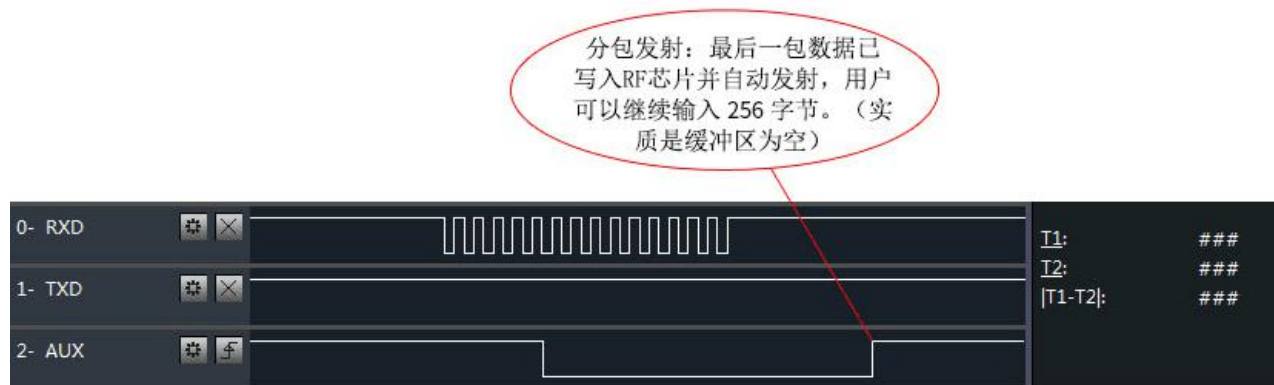 分包发射：最后一包数据已
写入RF芯片并自动发射，用户
可以继续输入 256 字节。（实
质是缓冲区为空）
0- RXD
T1: ###
1- TXD
T2: ###
|T1-T2|: ###
2- AUX